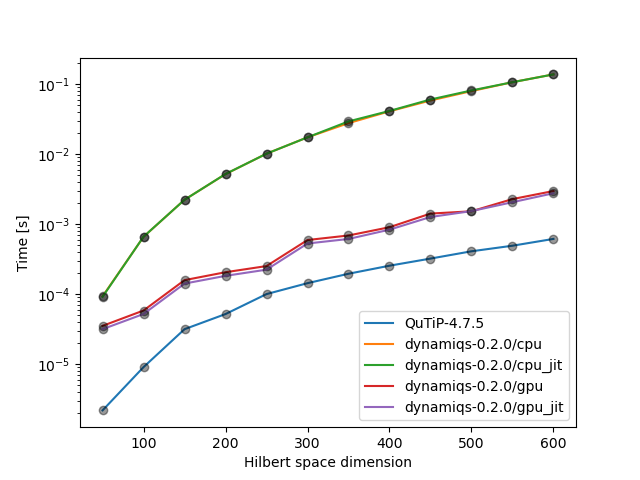 10⁻¹
10⁻²
10⁻³
10⁻⁴
10⁻⁵
Time [s]
100 200 300 400 500 600
Hilbert space dimension
QuTiP-4.7.5
dynamiqs-0.2.0/cpu
dynamiqs-0.2.0/cpu_jit
dynamiqs-0.2.0/gpu
dynamiqs-0.2.0/gpu_jit